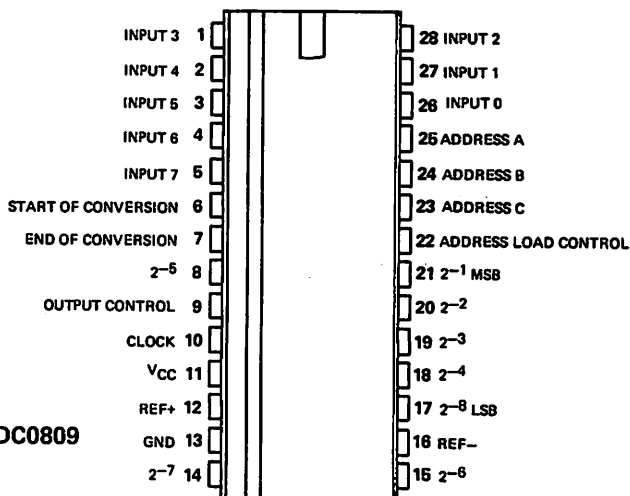 INPUT 3 1 28 INPUT 2
INPUT 4 2 27 INPUT 1
INPUT 5 3 26 INPUT 0
INPUT 6 4 25 ADDRESS A
INPUT 7 5 24 ADDRESS B
START OF CONVERSION 6 23 ADDRESS C
END OF CONVERSION 7 22 ADDRESS LOAD CONTROL
2−5 8 21 2−1 MSB
OUTPUT CONTROL 9 20 2−2
CLOCK 10 19 2−3
VCC 11 18 2−4
REF+ 12 17 2−8 LSB
DC0809 GND 13 16 REF−
2−7 14 15 2−6